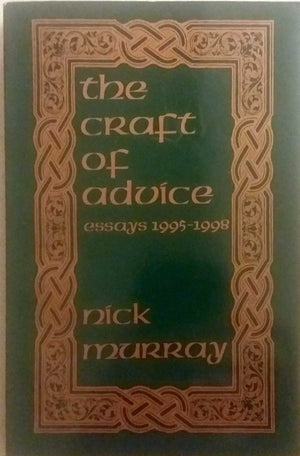 the
craft
of
advice
essays 1995-1998
nick
murray